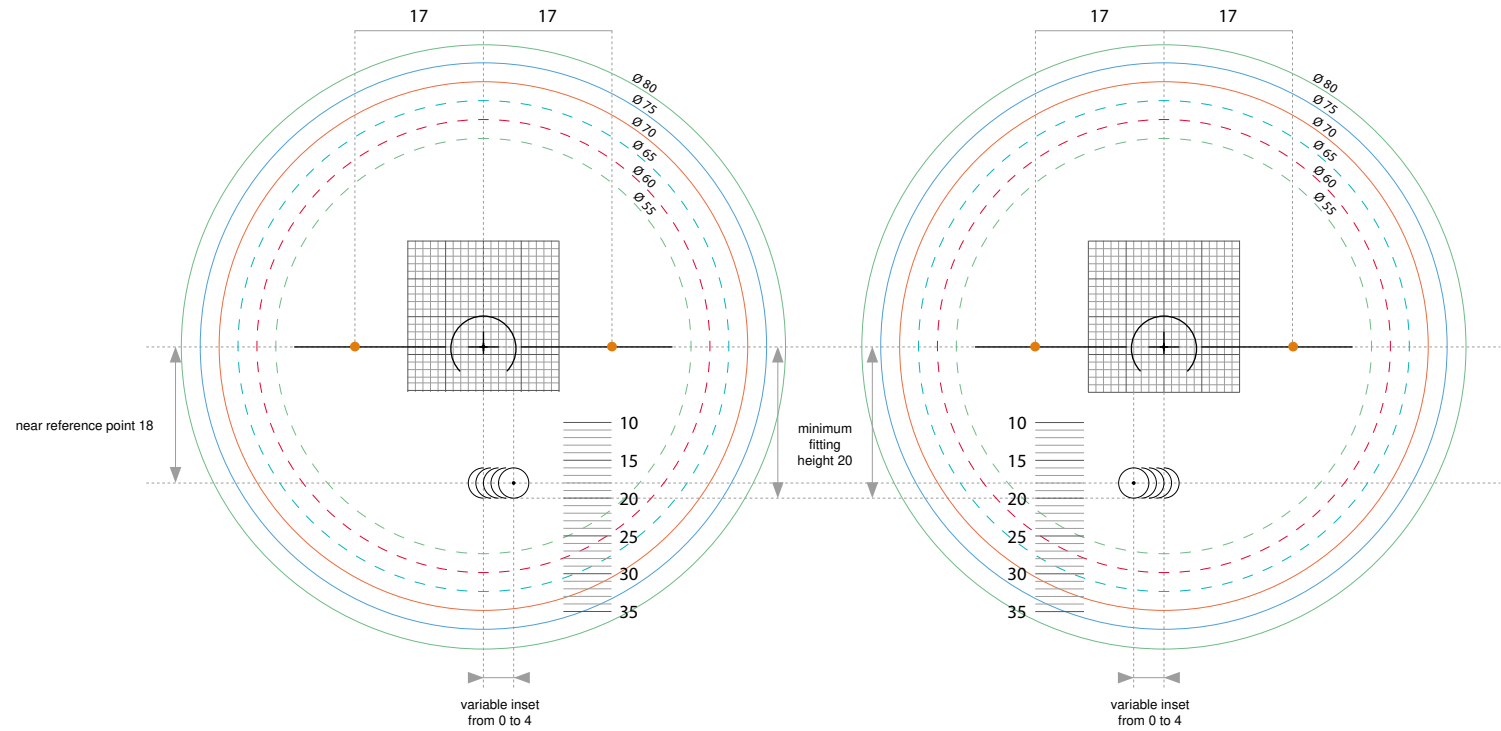 17 17
17 17
Ø 80
Ø 75
Ø 70
Ø 65
Ø 60
Ø 55
Ø 80
Ø 75
Ø 70
Ø 65
Ø 60
Ø 55
near reference point 18
10
15
20
25
30
35
minimum
fitting
height 20
10
15
20
25
30
35
variable inset
from 0 to 4
variable inset
from 0 to 4